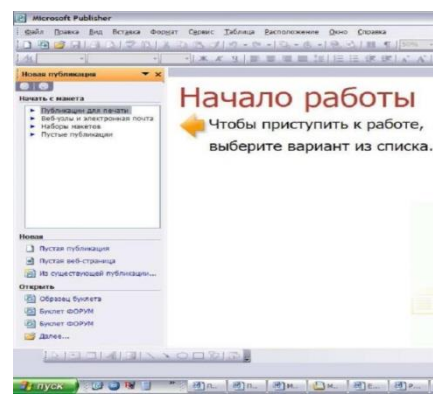 Microsoft Publisher
Файл Правка Вид Вставка Формат Сервис Таблица Расположение Окно Справка
Новая публикация
Начать с макета
Публикации для печати
Веб-узлы и электронная почта
Наборы макетов
Пустые публикации
Новая
Пустая публикация
Пустая веб-страница
Из существующей публикации...
Открыть
Образец буклета
Буклет ФОРУМ
Буклет ФОРУМ
Далее...
Начало работы
Чтобы приступить к работе,
выберите вариант из списка.
пуск